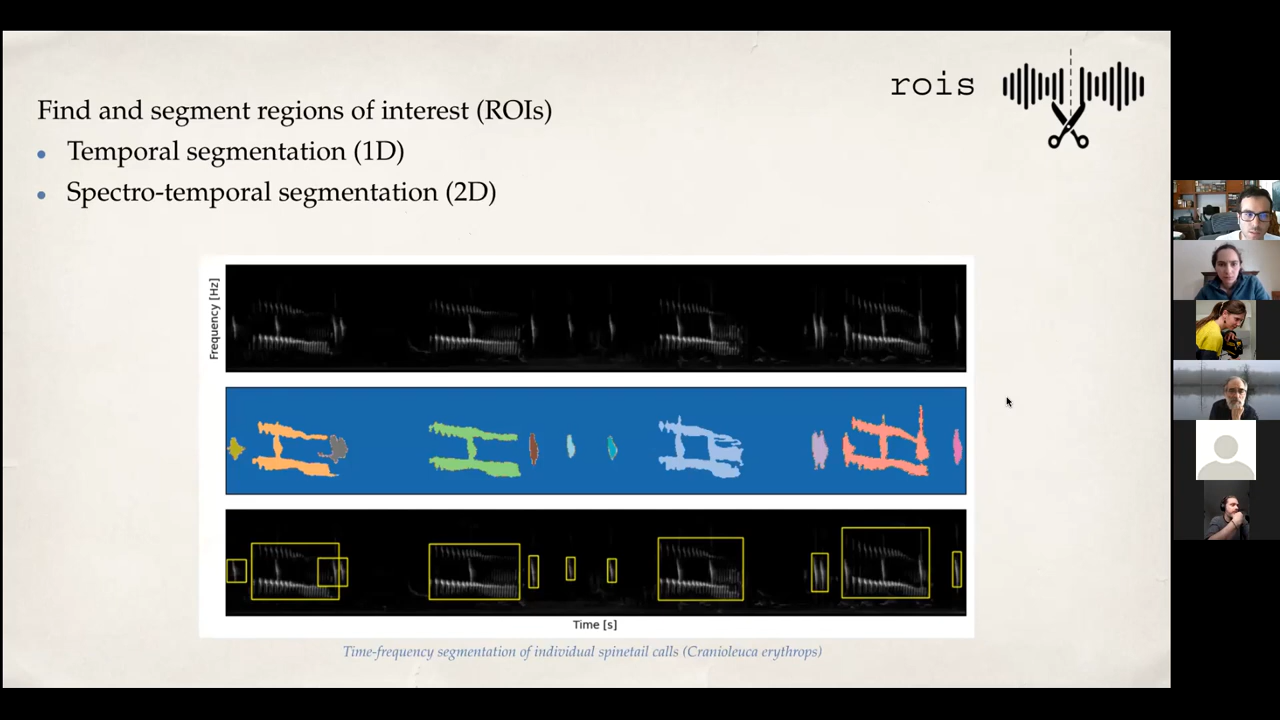 rois
Find and segment regions of interest (ROIs)
• Temporal segmentation (1D)
• Spectro-temporal segmentation (2D)
Frequency [Hz]
Time [s]
Time-frequency segmentation of individual spinetail calls (Cranioleuca erythrops)